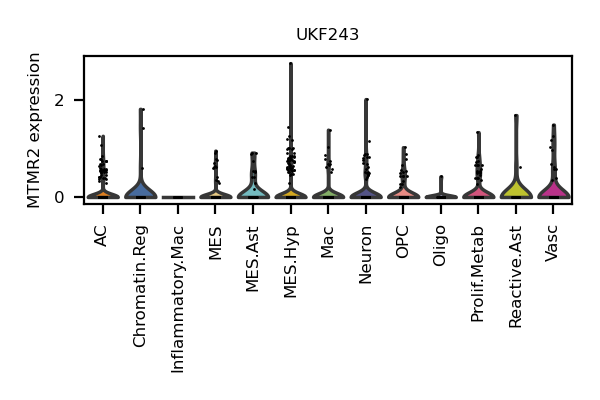 UKF243
MTMR2 expression
2
0
AC
Chromatin.Reg
Inflammatory.Mac
MES
MES.Ast
MES.Hyp
Mac
Neuron
OPC
Oligo
Prolif.Metab
Reactive.Ast
Vasc